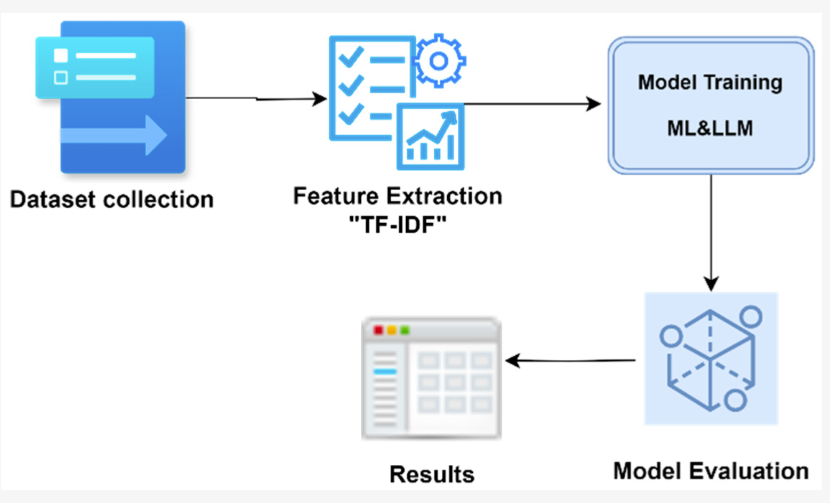 Dataset collection
Feature Extraction
"TF-IDF"
Model Training
ML&LLM
Model Evaluation
Results